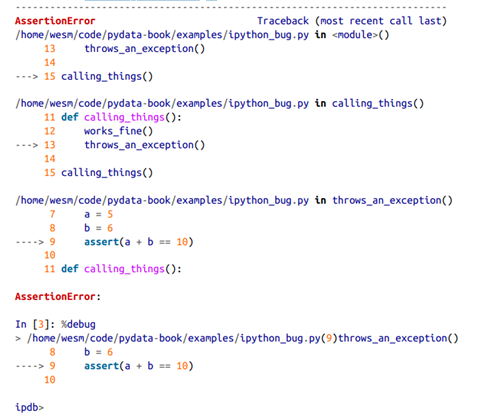 ---------------------------------------------------------------------------
AssertionError                            Traceback (most recent call last)
/home/wesm/code/pydata-book/examples/ipython_bug.py in <module>()
     13     throws_an_exception()
     14
---> 15 calling_things()

/home/wesm/code/pydata-book/examples/ipython_bug.py in calling_things()
     11 def calling_things():
     12     works_fine()
---> 13     throws_an_exception()
     14
     15 calling_things()

/home/wesm/code/pydata-book/examples/ipython_bug.py in throws_an_exception()
      7     a = 5
      8     b = 6
----> 9     assert(a + b == 10)
     10
     11 def calling_things():

AssertionError:

In [3]: %debug
> /home/wesm/code/pydata-book/examples/ipython_bug.py(9)throws_an_exception()
      8     b = 6
----> 9     assert(a + b == 10)
     10

ipdb>